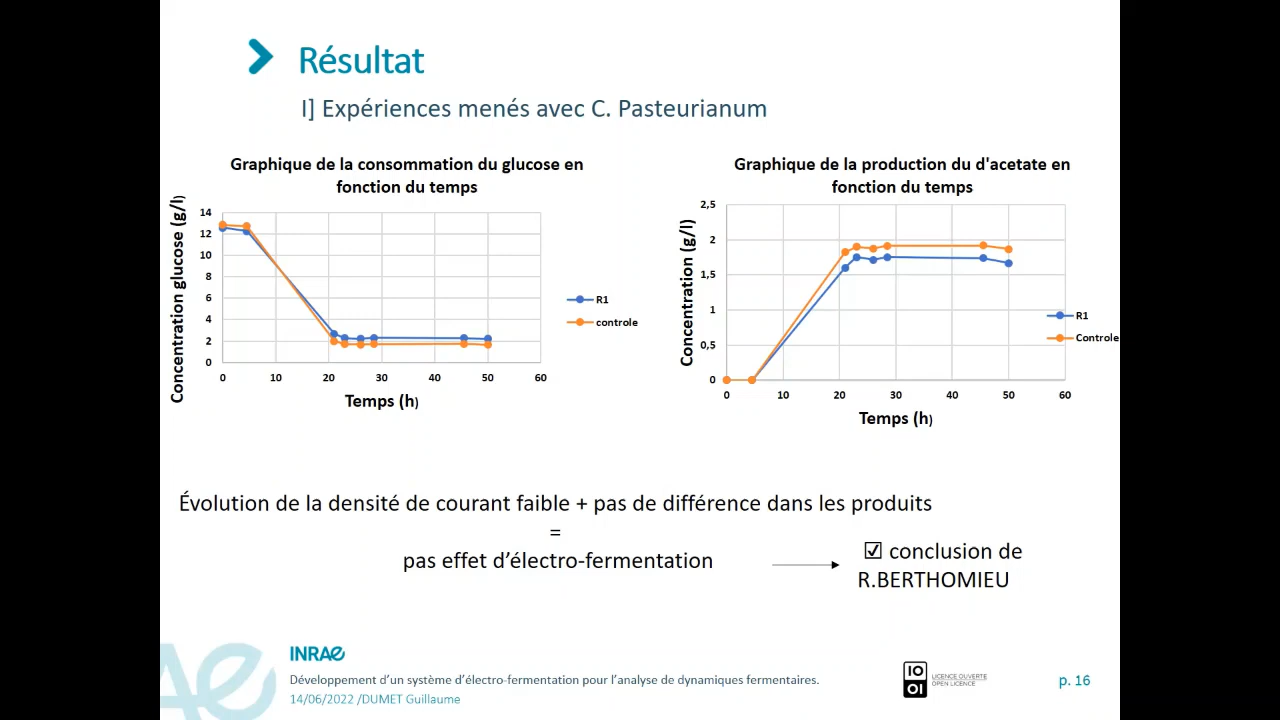 Résultat
I] Expériences menés avec C. Pasteurianum
Graphique de la consommation du glucose en
fonction du temps
Concentration glucose (g/l)
14
12
10
8
6
4
2
0
0 10 20 30 40 50 60
Temps (h)
R1
controle
Graphique de la production du d'acetate en
fonction du temps
Concentration (g/l)
2,5
2
1,5
1
0,5
0
0 10 20 30 40 50 60
Temps (h)
R1
Controle
Évolution de la densité de courant faible + pas de différence dans les produits
=
pas effet d’électro-fermentation
☑ conclusion de
R.BERTHOMIEU
INRAE
Développement d’un système d’électro-fermentation pour l’analyse de dynamiques fermentaires.
14/06/2022 /DUMET Guillaume
IO
OI
LICENCE OUVERTE
OPEN LICENCE
p. 16